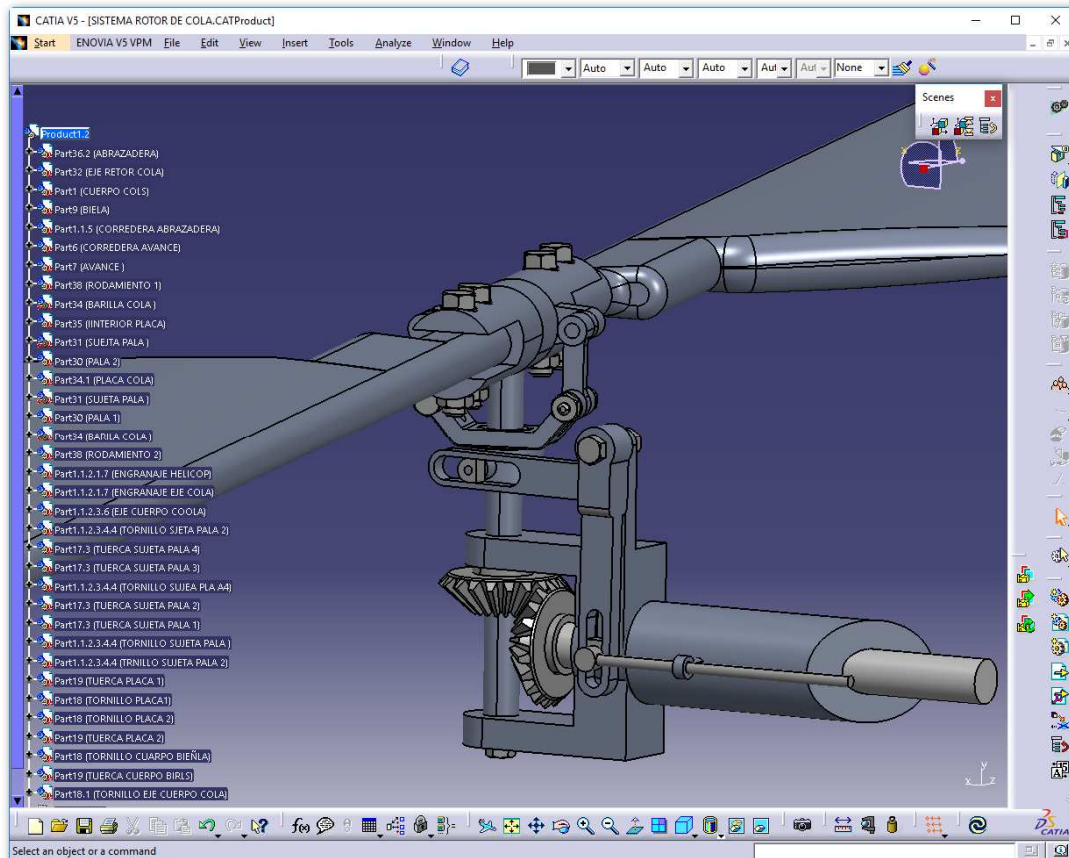 CATIA V5 - [SISTEMA ROTOR DE COLA.CATProduct]
Start ENOVIA V5 VPM File Edit View Insert Tools Analyze Window Help
Auto Auto Auto Aut Aut None
Scenes
Product1.2
Part36.2 (ABRAZADERA)
Part32 (EJE RETOR COLA)
Part1 (CUERPO COLS)
Part9 (BIELA)
Part1.1.5 (CORREDERA ABRAZADERA)
Part6 (CORREDERA AVANCE)
Part7 (AVANCE )
Part38 (RODAMIENTO 1)
Part34 (BARILLA COLA )
Part35 (IINTERIOR PLACA)
Part31 (SUEJTA PALA )
Part30 (PALA 2)
Part34.1 (PLACA COLA)
Part31 (SUJETA PALA )
Part30 (PALA 1)
Part34 (BARILA COLA )
Part38 (RODAMIENTO 2)
Part1.1.2.1.7 (ENGRANAJE HELICOP)
Part1.1.2.1.7 (ENGRANAJE EJE COLA)
Part1.1.2.3.6 (EJE CUERPO COOLA)
Part1.1.2.3.4.4 (TORNILLO SJETA PALA 2)
Part17.3 (TUERCA SUJETA PALA 4)
Part17.3 (TUERCA SUJETA PALA 3)
Part1.1.2.3.4.4 (TORNILLO SUJEA PLA A4)
Part17.3 (TUERCA SUJETA PALA 2)
Part17.3 (TUERCA SUJETA PALA 1)
Part1.1.2.3.4.4 (TORNILLO SUJETA PALA )
Part1.1.2.3.4.4 (TRNILLO SUJETA PALA 2)
Part19 (TUERCA PLACA 1)
Part18 (TORNILLO PLACA1)
Part18 (TORNILLO PLACA 2)
Part19 (TUERCA PLACA 2)
Part18 (TORNILLO CUARPO BIEÑLA)
Part19 (TUERCA CUERPO BIRLS)
Part18.1 (TORNILLO EJE CUERPO COLA)
y
x z
f(x)
CATIA
Select an object or a command